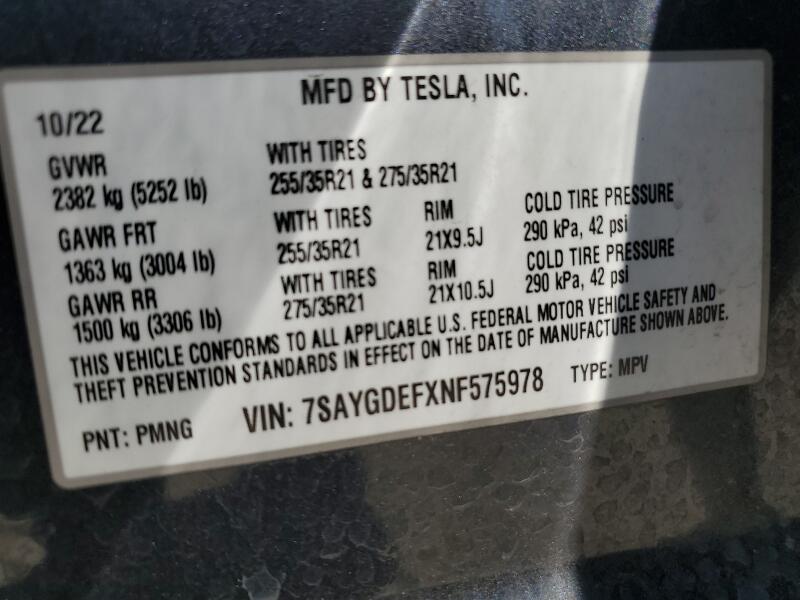 MFD BY TESLA, INC.
10/22
GVWR
2382 kg (5252 lb)
WITH TIRES
255/35R21 & 275/35R21
GAWR FRT
1363 kg (3004 lb)
WITH TIRES
255/35R21
RIM
21X9.5J
COLD TIRE PRESSURE
290 kPa, 42 psi
GAWR RR
1500 kg (3306 lb)
WITH TIRES
275/35R21
RIM
21X10.5J
COLD TIRE PRESSURE
290 kPa, 42 psi
THIS VEHICLE CONFORMS TO ALL APPLICABLE U.S. FEDERAL MOTOR VEHICLE SAFETY AND
THEFT PREVENTION STANDARDS IN EFFECT ON THE DATE OF MANUFACTURE SHOWN ABOVE.
PNT: PMNG
VIN: 7SAYGDEFXNF575978
TYPE: MPV